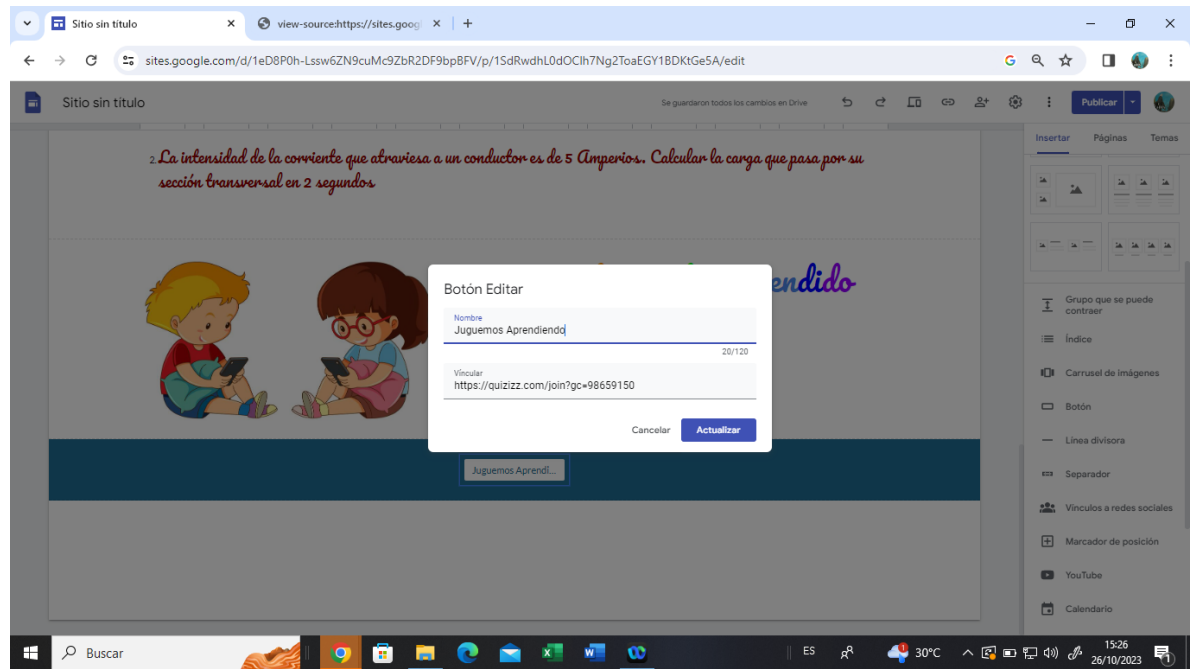 Sitio sin título
view-source:https://sites.goog
sites.google.com/d/1eD8P0h-Lssw6ZN9cuMc9ZbR2DF9bpBFV/p/1SdRwdhL0dOCIh7Ng2ToaEGY1BDKtGe5A/edit
Sitio sin título
Se guardaron todos los cambios en Drive
Publicar
Insertar Páginas Temas
2. La intensidad de la corriente que atraviesa a un conductor es de 5 Amperios. Calcular la carga que pasa por su
sección transversal en 2 segundos
endido
Botón Editar
Nombre
Juguemos Aprendiendo
20/120
Vincular
https://quizizz.com/join?gc=98659150
Cancelar Actualizar
Juguemos Aprendi...
Grupo que se puede
contraer
Índice
Carrusel de imágenes
Botón
Línea divisora
Separador
Vínculos a redes sociales
Marcador de posición
YouTube
Calendario
Buscar
ES
30°C
15:26
26/10/2023
1